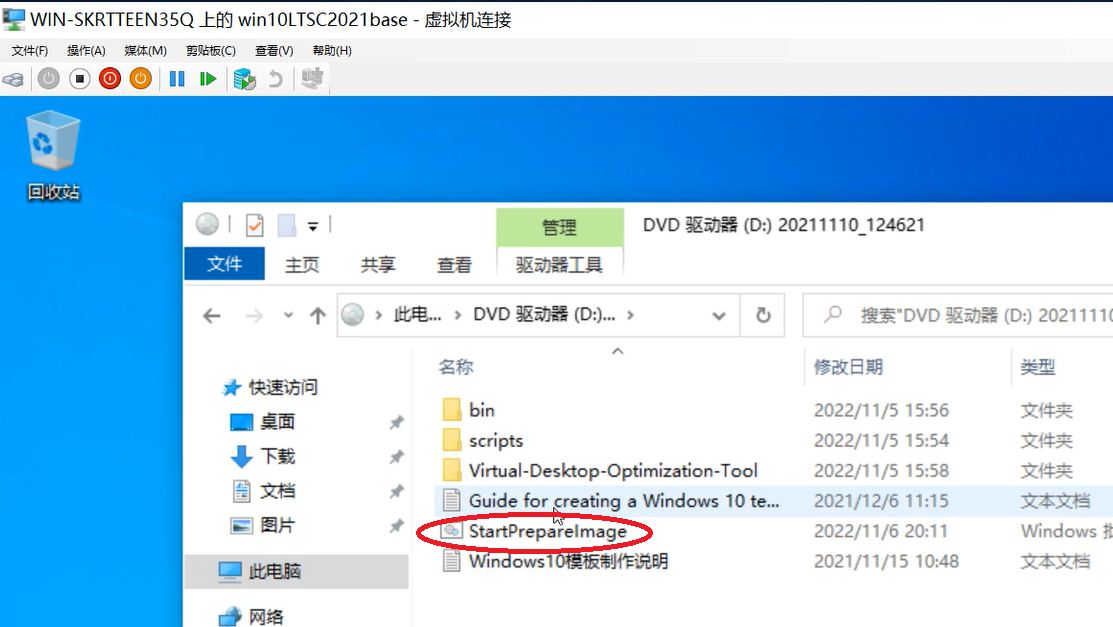 WIN-SKRTTEEN35Q 上的 win10LTSC2021base - 虚拟机连接
文件(F) 操作(A) 媒体(M) 剪贴板(C) 查看(V) 帮助(H)
回收站
管理 DVD 驱动器 (D:) 20211110_124621
文件 主页 共享 查看 驱动器工具
此电... DVD 驱动器 (D:)... 搜索"DVD 驱动器 (D:) 2021110
名称 修改日期 类型
快速访问
桌面
下载
文档
图片
此电脑
网络
bin 2022/11/5 15:56 文件夹
scripts 2022/11/5 15:54 文件夹
Virtual-Desktop-Optimization-Tool 2022/11/5 15:58 文件夹
Guide for creating a Windows 10 te... 2021/12/6 11:15 文本文档
StartPrepareImage 2022/11/6 20:11 Windows 批
Windows10模板制作说明 2021/11/15 10:48 文本文档